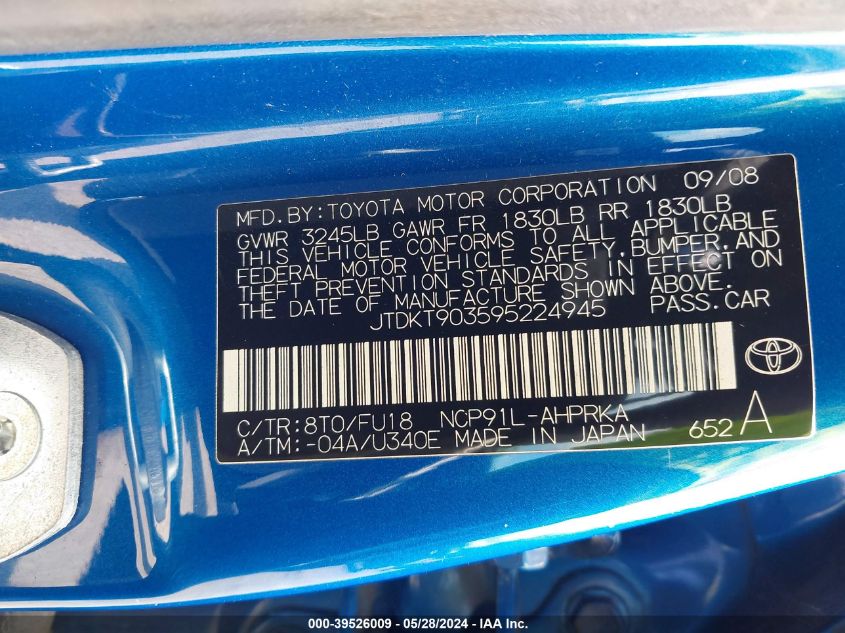 MFD.BY:TOYOTA MOTOR CORPORATION 09/08
GVWR 3245LB GAWR FR 1830LB RR 1830LB
THIS VEHICLE CONFORMS TO ALL APPLICABLE
FEDERAL MOTOR VEHICLE SAFETY,BUMPER,AND
THEFT PREVENTION STANDARDS IN EFFECT ON
THE DATE OF MANUFACTURE SHOWN ABOVE.
JTDKT903595224945 PASS.CAR
C/TR:8T0/FU18 NCP91L-AHPRKA
A/TM:-04A/U340E MADE IN JAPAN 652 A
000-39526009 - 05/28/2024 - IAAI.COM